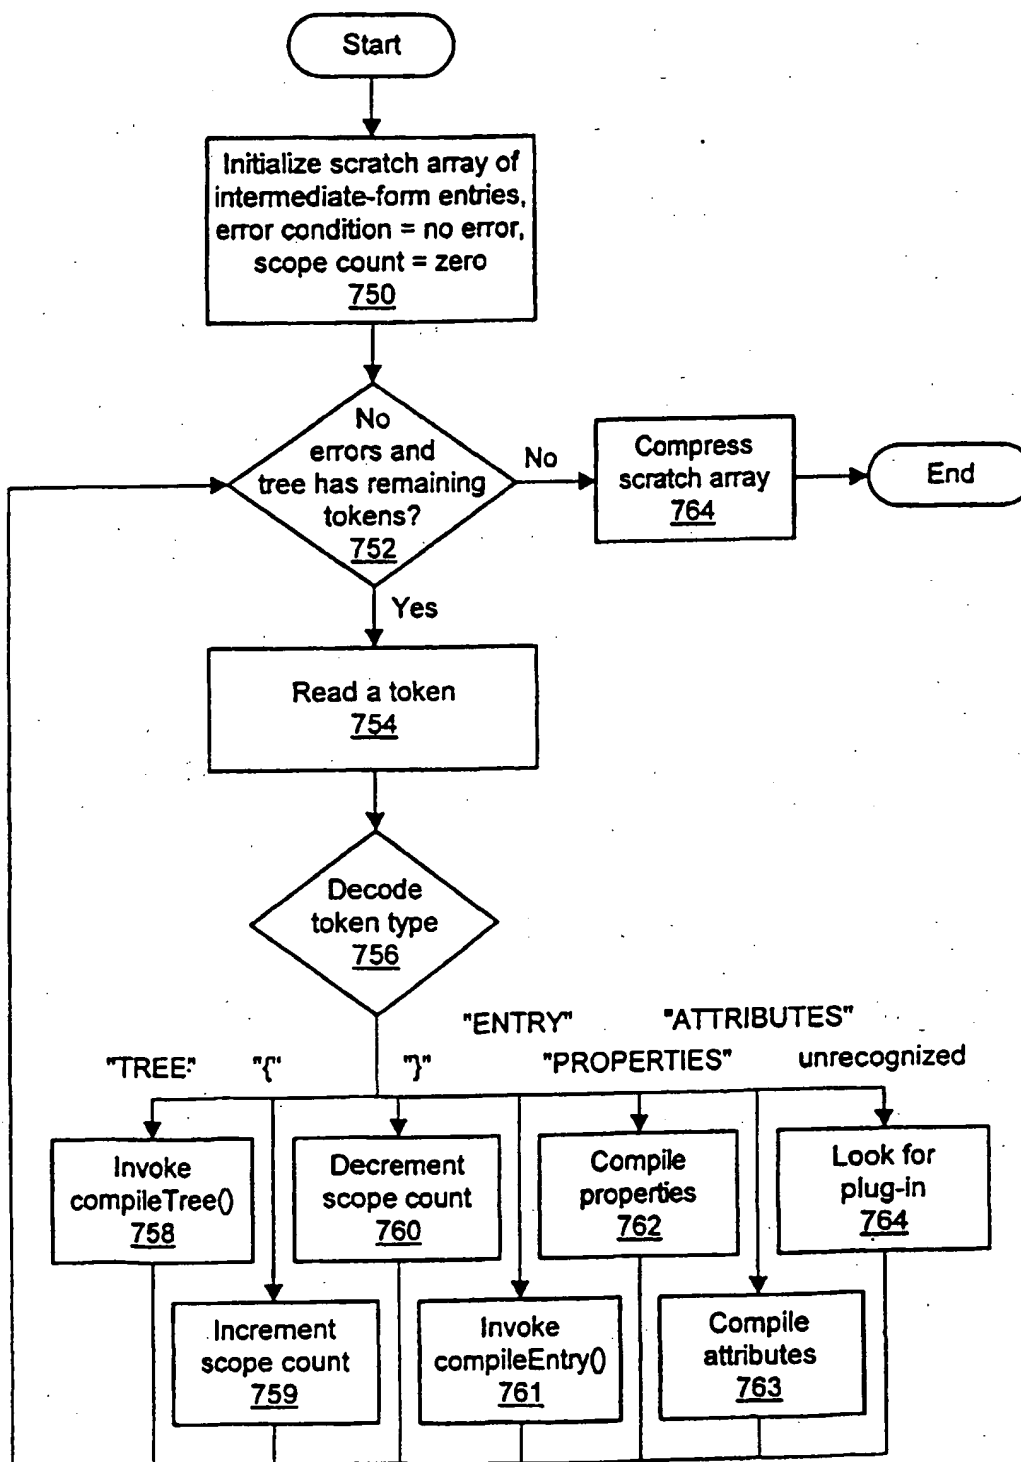 Start
Initialize scratch array of
intermediate-form entries,
error condition = no error,
scope count = zero
750
No
errors and
tree has remaining
tokens?
752
No
Compress
scratch array
764
End
Yes
Read a token
754
Decode
token type
756
"ENTRY"
"ATTRIBUTES"
"TREE"
"{"
"}"
"PROPERTIES"
unrecognized
Invoke
compileTree()
758
Decrement
scope count
760
Compile
properties
762
Look for
plug-in
764
Increment
scope count
759
Invoke
compileEntry()
761
Compile
attributes
763